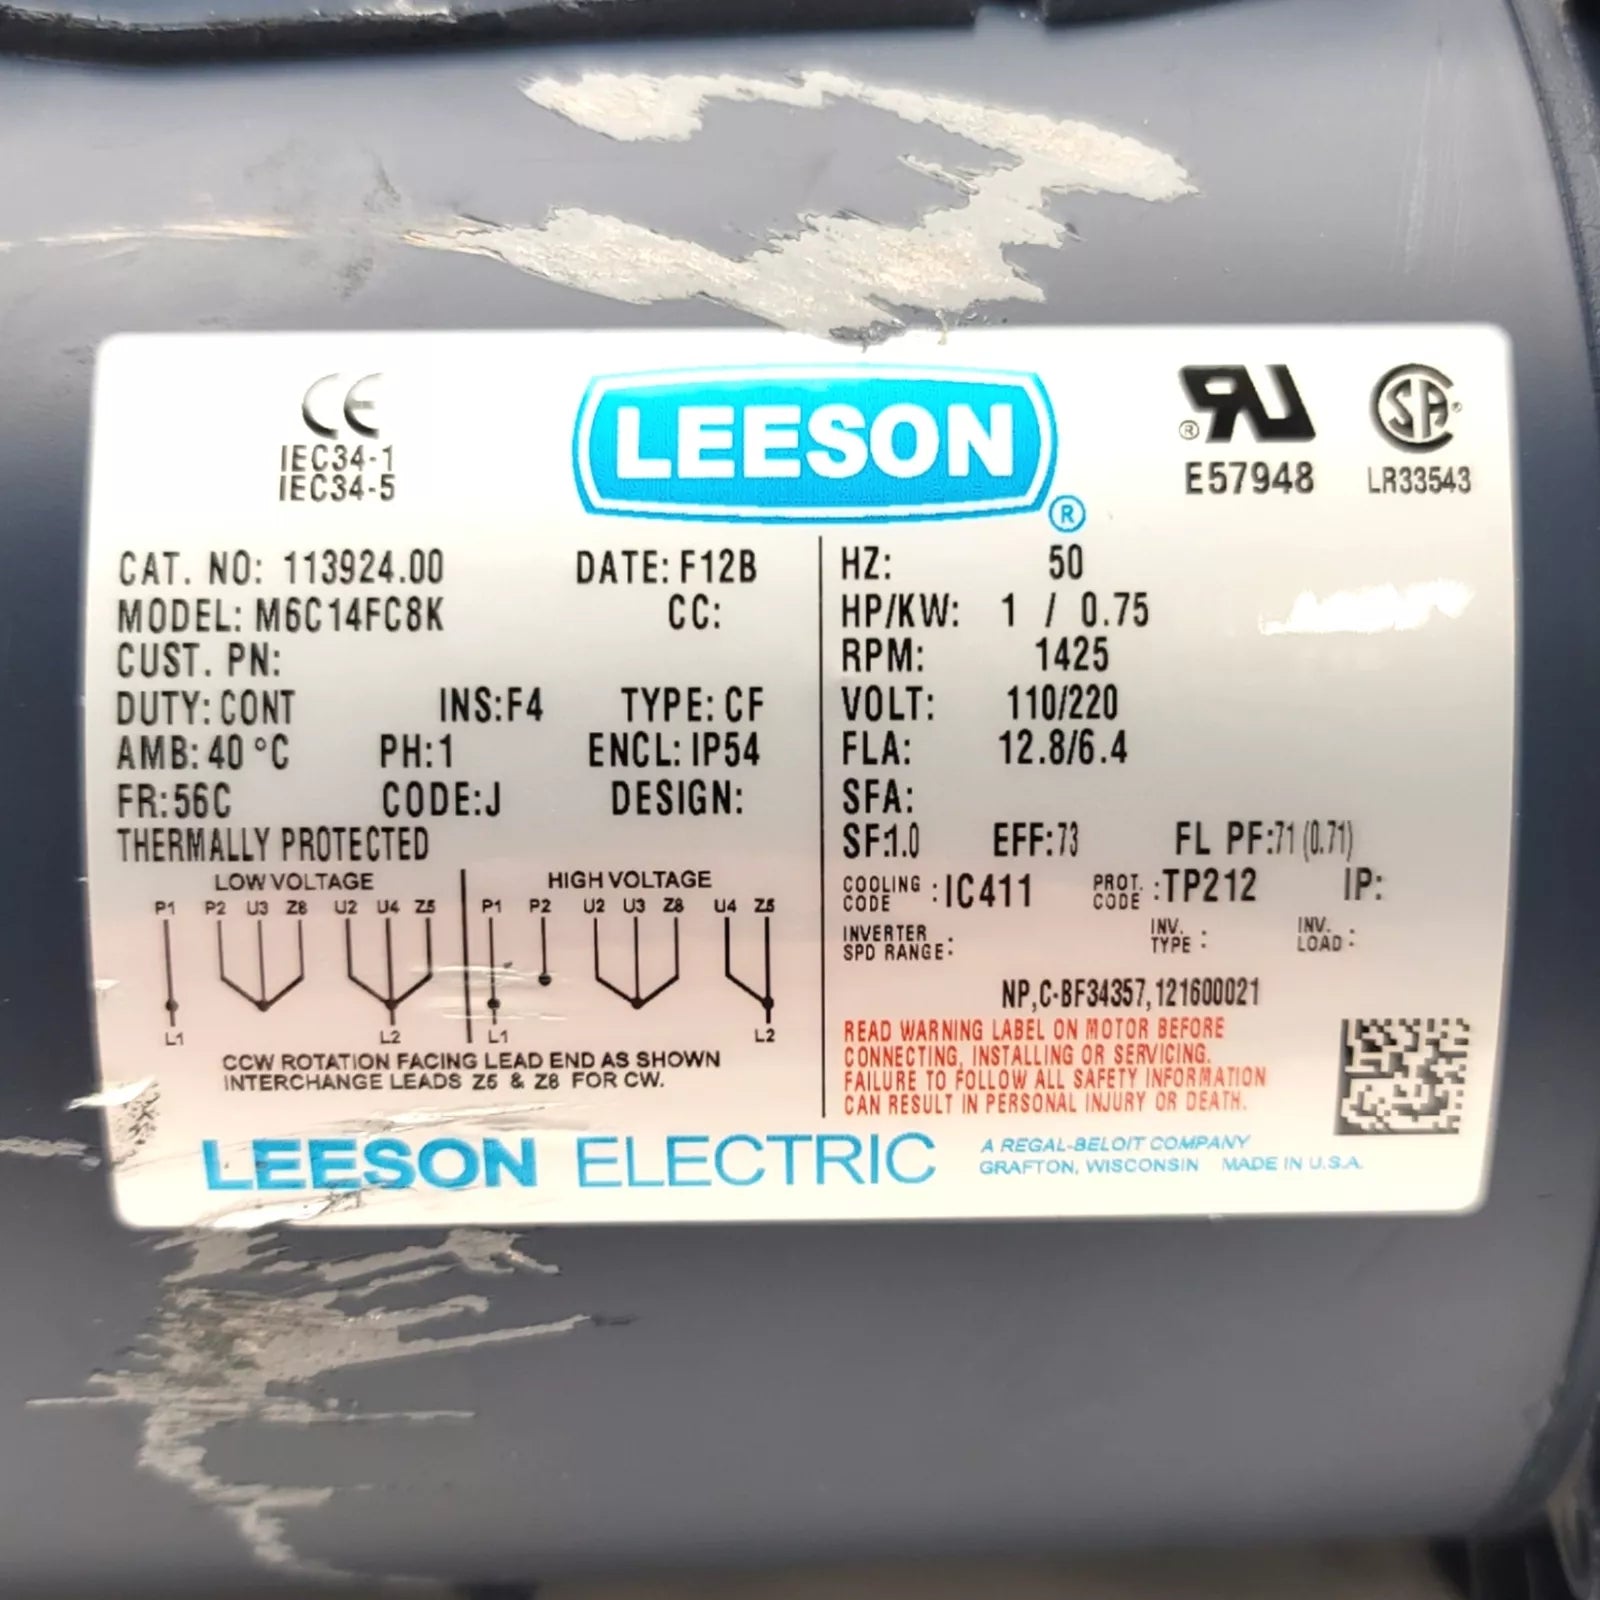 CE
IEC34-1
IEC34-5
LEESON
®
® RU
E57948
SA®
LR33543
CAT. NO: 113924.00 DATE: F12B
MODEL: M6C14FC8K CC:
CUST. PN:
DUTY: CONT INS:F4 TYPE: CF
AMB: 40 °C PH:1 ENCL: IP54
FR:56C CODE:J DESIGN:
THERMALLY PROTECTED
LOW VOLTAGE
P1 P2 U3 Z8 U2 U4 Z5
L1 L2
HIGH VOLTAGE
P1 P2 U2 U3 Z8 U4 Z5
L1 L2
CCW ROTATION FACING LEAD END AS SHOWN
INTERCHANGE LEADS Z5 & Z8 FOR CW.
HZ: 50
HP/KW: 1 / 0.75
RPM: 1425
VOLT: 110/220
FLA: 12.8/6.4
SFA:
SF:1.0 EFF:73 FL PF:71 (0.71)
COOLING CODE : IC411 PROT. CODE : TP212 IP:
INVERTER SPD RANGE : INV. TYPE : INV. LOAD :
NP,C-BF34357,121600021
READ WARNING LABEL ON MOTOR BEFORE
CONNECTING, INSTALLING OR SERVICING.
FAILURE TO FOLLOW ALL SAFETY INFORMATION
CAN RESULT IN PERSONAL INJURY OR DEATH.
LEESON ELECTRIC
A REGAL-BELOIT COMPANY
GRAFTON, WISCONSIN MADE IN U.S.A.